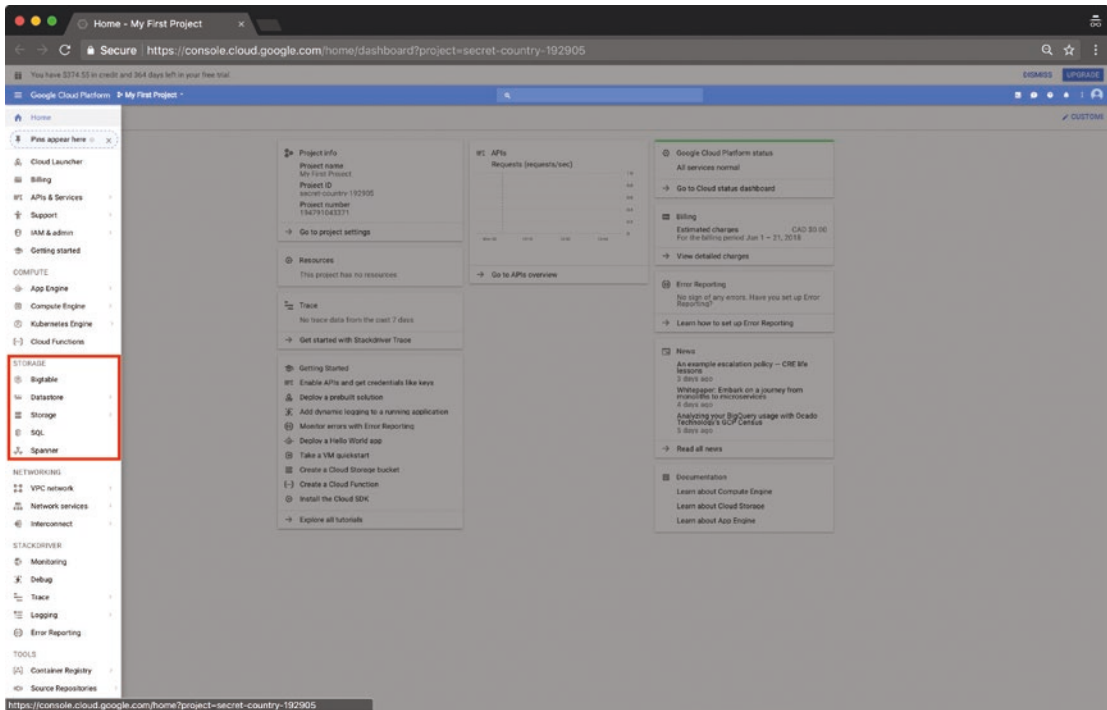 Home - My First Project
Secure https://console.cloud.google.com/home/dashboard?project=secret-country-192905
You have $374.55 in credit and 364 days left in your free trial.
DISMISS
UPGRADE
Google Cloud Platform
My First Project
Home
CUSTOMI
Pins appear here
Cloud Launcher
Billing
APIs & Services
Support
IAM & admin
Getting started
COMPUTE
App Engine
Compute Engine
Kubernetes Engine
Cloud Functions
STORAGE
Bigtable
Datastore
Storage
SQL
Spanner
NETWORKING
VPC network
Network services
Interconnect
STACKDRIVER
Monitoring
Debug
Trace
Logging
Error Reporting
TOOLS
Container Registry
Source Repositories
https://console.cloud.google.com/home?project=secret-country-192905
Project info
Project name
My First Project
Project ID
secret-country-192905
Project number
194791043371
Go to project settings
Resources
This project has no resources
Trace
No trace data from the past 7 days
Get started with Stackdriver Trace
Getting Started
Enable APIs and get credentials like keys
Deploy a prebuilt solution
Add dynamic logging to a running application
Monitor errors with Error Reporting
Deploy a Hello World app
Take a VM quickstart
Create a Cloud Storage bucket
Create a Cloud Function
Install the Cloud SDK
Explore all tutorials
APIs
Requests (requests/sec)
Go to APIs overview
Google Cloud Platform status
All services normal
Go to Cloud status dashboard
Billing
Estimated charges CAD $0.00
For the billing period Jun 1 – 21, 2018
View detailed charges
Error Reporting
No sign of any errors. Have you set up Error
Reporting?
Learn how to set up Error Reporting
News
An example escalation policy — CRE life
lessons
3 days ago
Whitepaper: Embark on a journey from
monoliths to microservices
4 days ago
Analyzing your BigQuery usage with Ocado
Technology's GCP Census
5 days ago
Read all news
Documentation
Learn about Compute Engine
Learn about Cloud Storage
Learn about App Engine